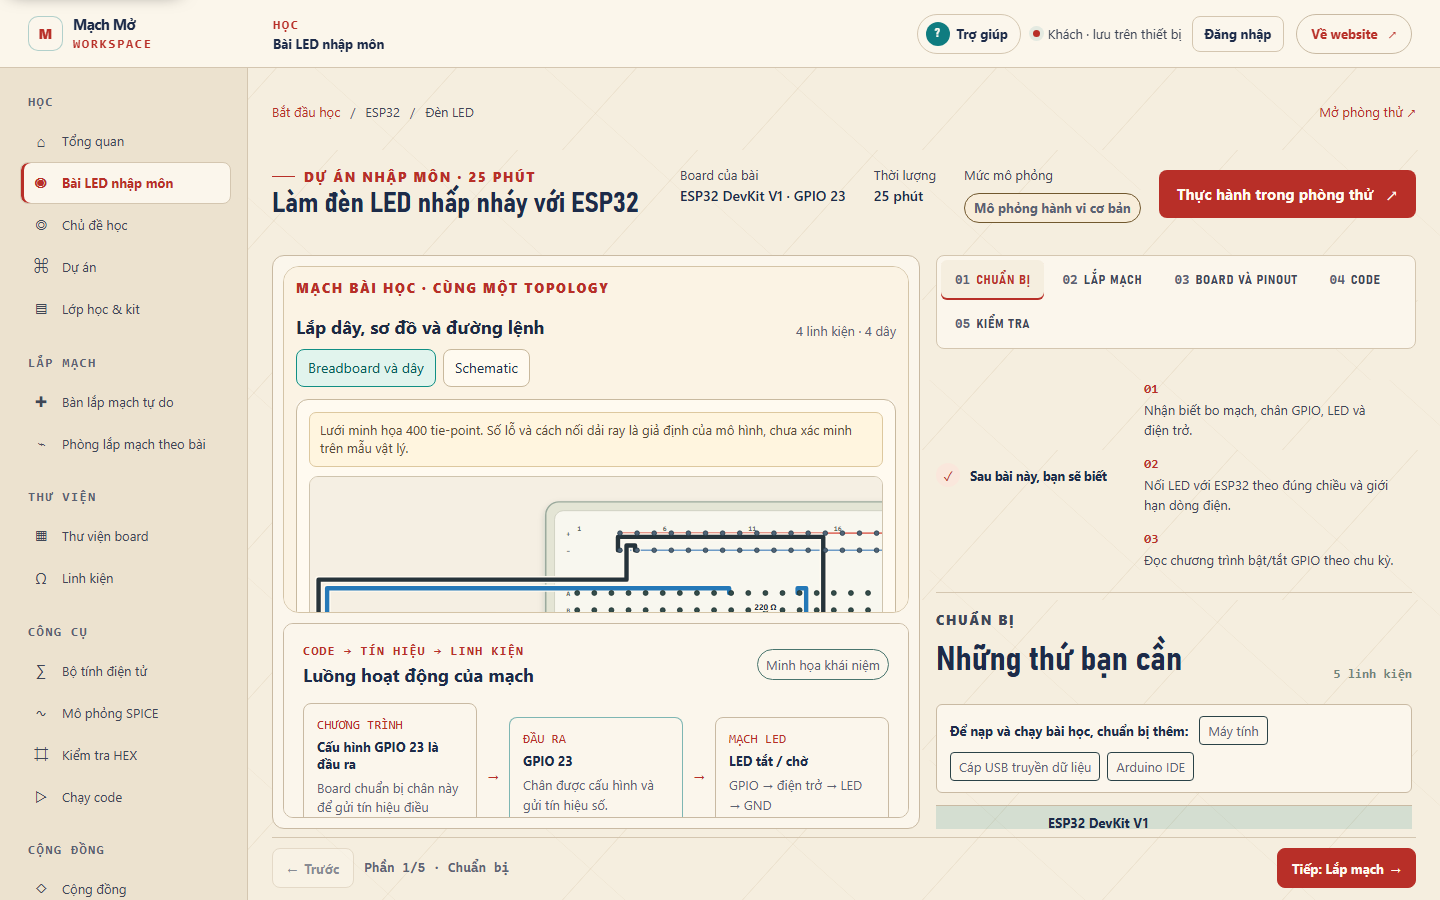 M
Mạch Mở
WORKSPACE
HỌC
Bài LED nhập môn
? Trợ giúp
Khách · lưu trên thiết bị
Đăng nhập
Về website ↗
HỌC
Tổng quan
Bài LED nhập môn
Chủ đề học
Dự án
Lớp học & kit
LẮP MẠCH
Bàn lắp mạch tự do
Phòng lắp mạch theo bài
THƯ VIỆN
Thư viện board
Linh kiện
CÔNG CỤ
Bộ tính điện tử
Mô phỏng SPICE
Kiểm tra HEX
Chạy code
CỘNG ĐỒNG
Cộng đồng
Bắt đầu học / ESP32 / Đèn LED
Mở phòng thử ↗
DỰ ÁN NHẬP MÔN · 25 PHÚT
Làm đèn LED nhấp nháy với ESP32
Board của bài
ESP32 DevKit V1 · GPIO 23
Thời lượng
25 phút
Mức mô phỏng
Mô phỏng hành vi cơ bản
Thực hành trong phòng thử ↗
MẠCH BÀI HỌC · CÙNG MỘT TOPOLOGY
Lắp dây, sơ đồ và đường lệnh
4 linh kiện · 4 dây
Breadboard và dây
Schematic
Lưới minh họa 400 tie-point. Số lỗ và cách nối dải ray là giả định của mô hình, chưa xác minh
trên mẫu vật lý.
1 6 11 16
+
-
A
B
220 Ω
CODE → TÍN HIỆU → LINH KIỆN
Luồng hoạt động của mạch
Minh họa khái niệm
CHƯƠNG TRÌNH
Cấu hình GPIO 23 là
đầu ra
Board chuẩn bị chân này
để gửi tín hiệu điều
→
ĐẦU RA
GPIO 23
Chân được cấu hình và
gửi tín hiệu số.
→
MẠCH LED
LED tắt / chờ
GPIO → điện trở → LED
→ GND
01 CHUẨN BỊ
02 LẮP MẠCH
03 BOARD VÀ PINOUT
04 CODE
05 KIỂM TRA
✓ Sau bài này, bạn sẽ biết
01
Nhận biết bo mạch, chân GPIO, LED và
điện trở.
02
Nối LED với ESP32 theo đúng chiều và giới
hạn dòng điện.
03
Đọc chương trình bật/tắt GPIO theo chu kỳ.
CHUẨN BỊ
Những thứ bạn cần
5 linh kiện
Để nạp và chạy bài học, chuẩn bị thêm:
Máy tính
Cáp USB truyền dữ liệu
Arduino IDE
ESP32 DevKit V1
← Trước
Phần 1/5 · Chuẩn bị
Tiếp: Lắp mạch →